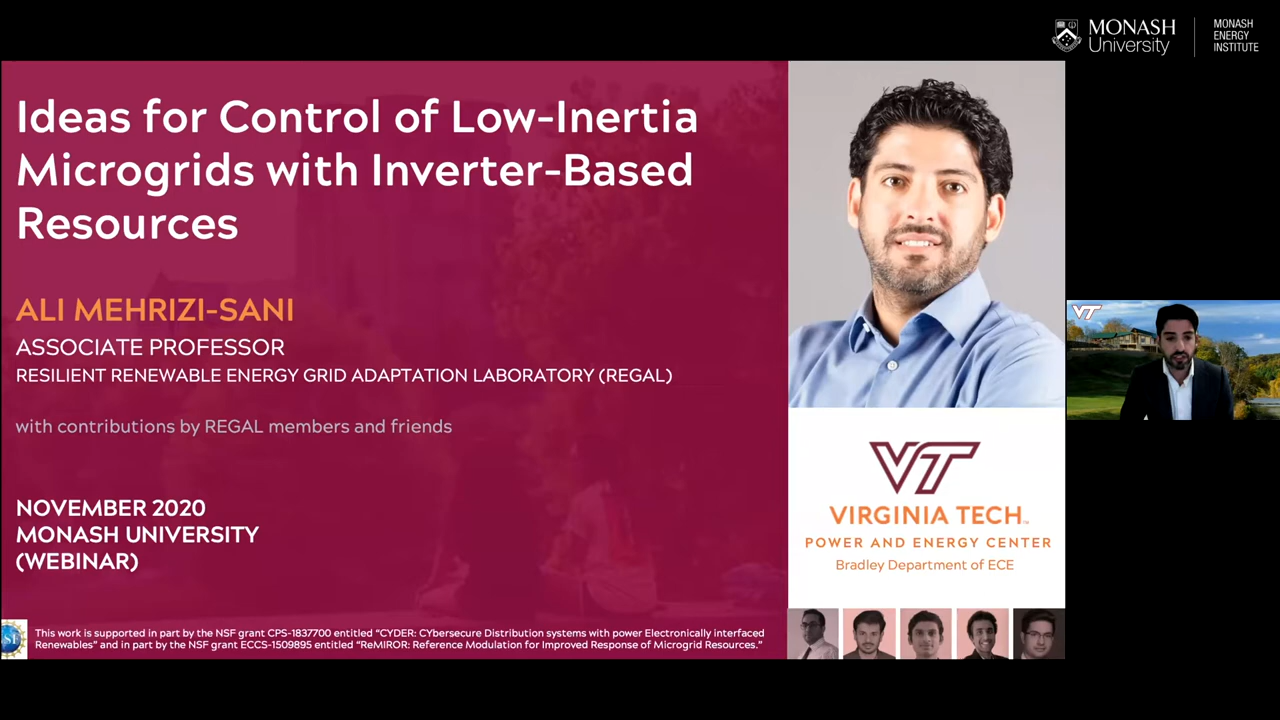 MONASH University
MONASH ENERGY INSTITUTE
Ideas for Control of Low-Inertia
Microgrids with Inverter-Based
Resources
ALI MEHRIZI-SANI
ASSOCIATE PROFESSOR
RESILIENT RENEWABLE ENERGY GRID ADAPTATION LABORATORY (REGAL)
with contributions by REGAL members and friends
NOVEMBER 2020
MONASH UNIVERSITY
(WEBINAR)
This work is supported in part by the NSF grant CPS-1837700 entitled “CYDER: CYbersecure Distribution systems with power Electronically interfaced
Renewables” and in part by the NSF grant ECCS-1509895 entitled “ReMIROR: Reference Modulation for Improved Response of Microgrid Resources.”
VT
VIRGINIA TECH™
POWER AND ENERGY CENTER
Bradley Department of ECE
VT